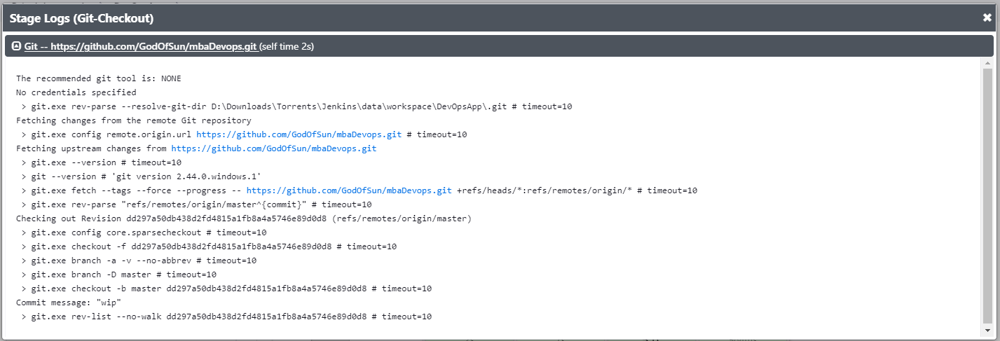 Stage Logs (Git-Checkout)
Git -- https://github.com/GodOfSun/mbaDevops.git (self time 2s)
The recommended git tool is: NONE
No credentials specified
> git.exe rev-parse --resolve-git-dir D:\Downloads\Torrents\Jenkins\data\workspace\DevOpsApp\.git # timeout=10
Fetching changes from the remote Git repository
> git.exe config remote.origin.url https://github.com/GodOfSun/mbaDevops.git # timeout=10
Fetching upstream changes from https://github.com/GodOfSun/mbaDevops.git
> git.exe --version # timeout=10
> git --version # 'git version 2.44.0.windows.1'
> git.exe fetch --tags --force --progress -- https://github.com/GodOfSun/mbaDevops.git +refs/heads/*:refs/remotes/origin/* # timeout=10
> git.exe rev-parse "refs/remotes/origin/master^{commit}" # timeout=10
Checking out Revision dd297a50db438d2fd4815a1fb8a4a5746e89d0d8 (refs/remotes/origin/master)
> git.exe config core.sparsecheckout # timeout=10
> git.exe checkout -f dd297a50db438d2fd4815a1fb8a4a5746e89d0d8 # timeout=10
> git.exe branch -a -v --no-abbrev # timeout=10
> git.exe branch -D master # timeout=10
> git.exe checkout -b master dd297a50db438d2fd4815a1fb8a4a5746e89d0d8 # timeout=10
Commit message: "wip"
> git.exe rev-list --no-walk dd297a50db438d2fd4815a1fb8a4a5746e89d0d8 # timeout=10